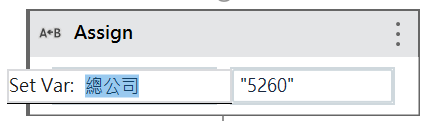 A←B Assign
Set Var: 總公司 "5260"